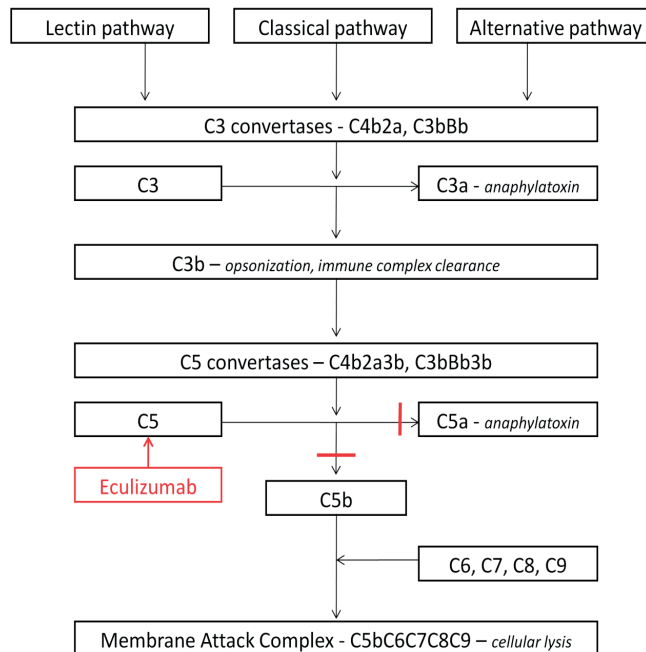 Lectin pathway
Classical pathway
Alternative pathway
C3 convertases - C4b2a, C3bBb
C3
C3a - anaphylatoxin
C3b – opsonization, immune complex clearance
C5 convertases – C4b2a3b, C3bBb3b
C5
C5a - anaphylatoxin
Eculizumab
C5b
C6, C7, C8, C9
Membrane Attack Complex - C5bC6C7C8C9 – cellular lysis